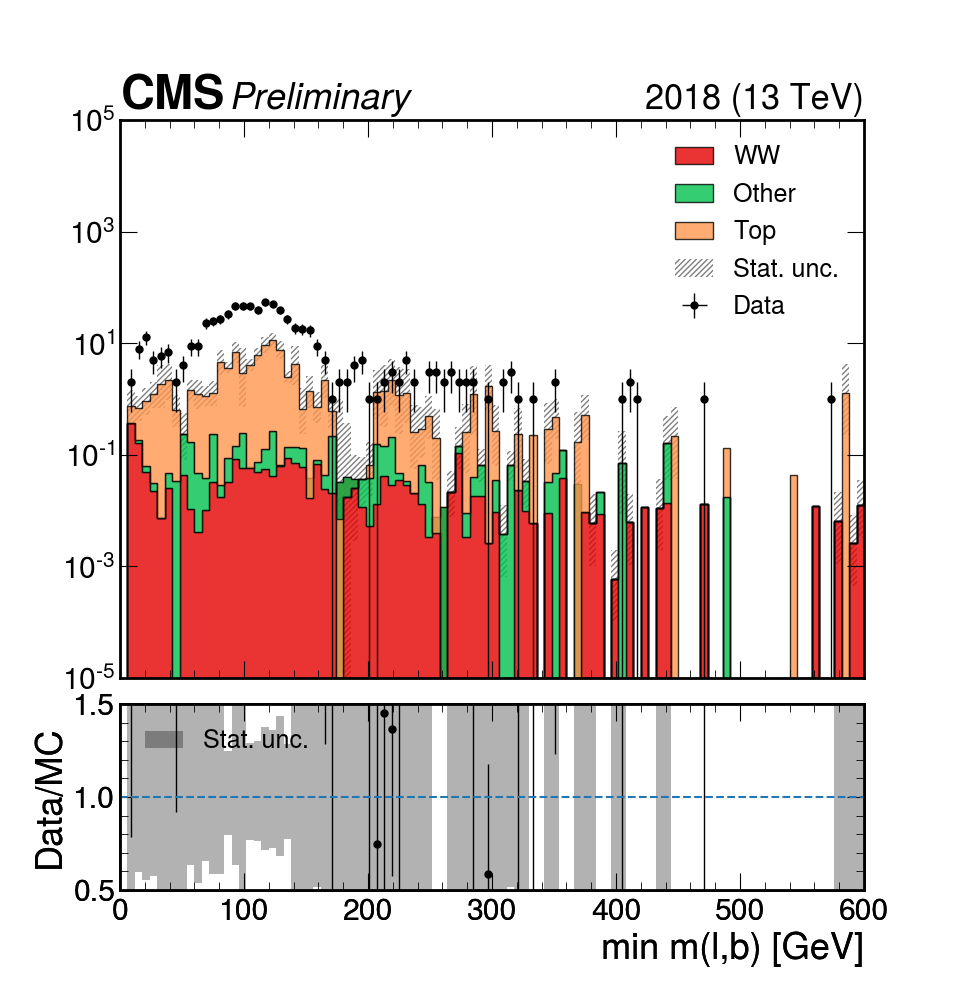 CMS Preliminary 2018 (13 TeV)
10^5
10^3
10^1
10^-1
10^-3
10^-5
WW
Other
Top
Stat. unc.
Data
1.5
1.0
0.5
Data/MC
Stat. unc.
0 100 200 300 400 500 600
min m(l,b) [GeV]